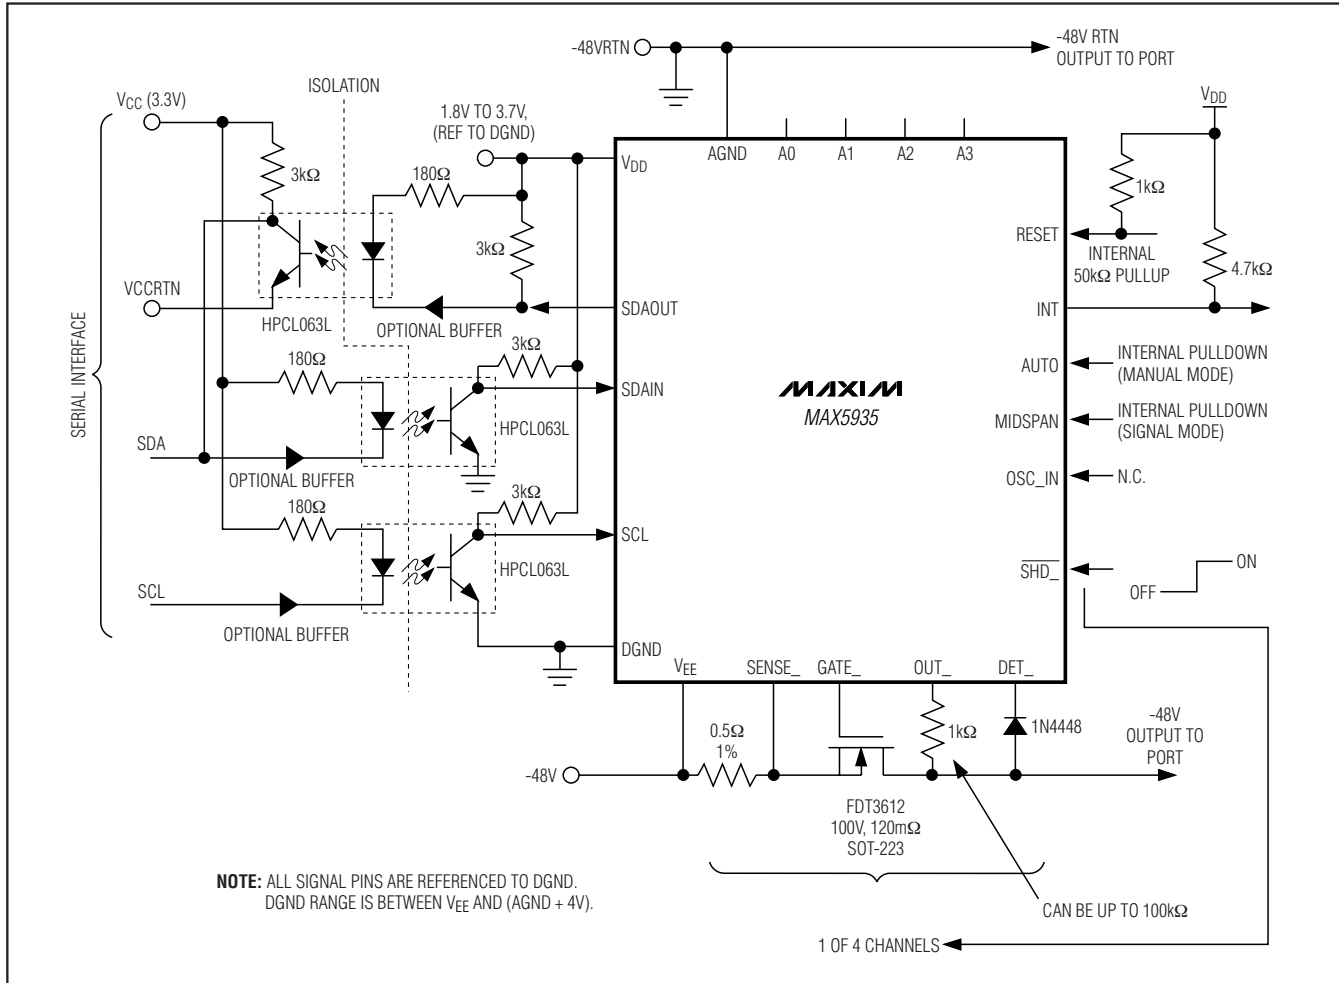 -48VRTN
-48V RTN
OUTPUT TO PORT
ISOLATION
VCC (3.3V)
1.8V TO 3.7V,
(REF TO DGND)
VDD
3kΩ
180Ω
3kΩ
VCCRTN
HPCL063L
OPTIONAL BUFFER
SERIAL INTERFACE
180Ω
3kΩ
HPCL063L
SDA
OPTIONAL BUFFER
180Ω
3kΩ
HPCL063L
SCL
OPTIONAL BUFFER
VDD
SDAOUT
SDAIN
SCL
DGND
AGND
A0
A1
A2
A3
MAXIM
MAX5935
RESET
INT
AUTO
MIDSPAN
OSC_IN
SHD_
VEE
SENSE_
GATE_
OUT_
DET_
1kΩ
INTERNAL
50kΩ PULLUP
4.7kΩ
INTERNAL PULLDOWN
(MANUAL MODE)
INTERNAL PULLDOWN
(SIGNAL MODE)
N.C.
OFF
ON
-48V
0.5Ω
1%
1kΩ
1N4448
-48V
OUTPUT TO
PORT
FDT3612
100V, 120mΩ
SOT-223
CAN BE UP TO 100kΩ
1 OF 4 CHANNELS
NOTE: ALL SIGNAL PINS ARE REFERENCED TO DGND.
DGND RANGE IS BETWEEN VEE AND (AGND + 4V).